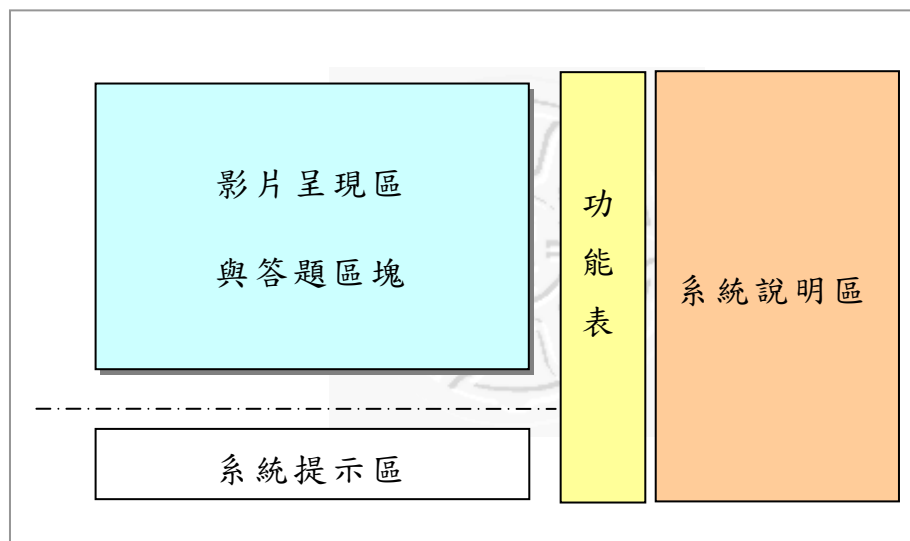 影片呈現區
與答題區塊
功
能
表
系統說明區
系統提示區